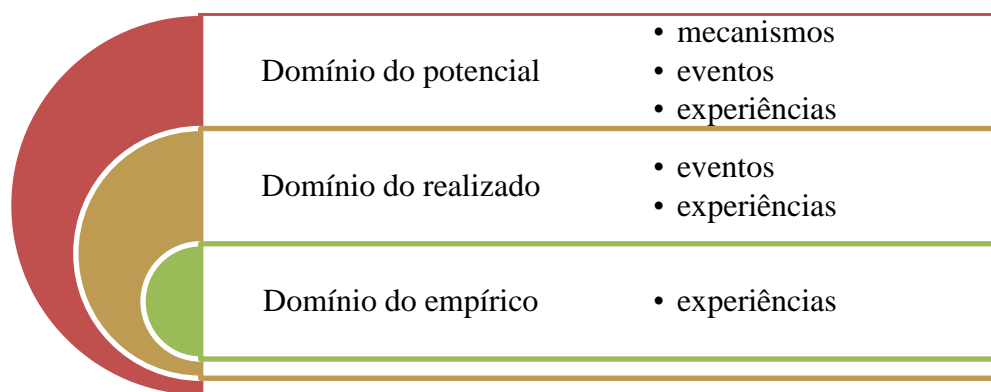 Domínio do potencial
• mecanismos
• eventos
• experiências
Domínio do realizado
• eventos
• experiências
Domínio do empírico
• experiências